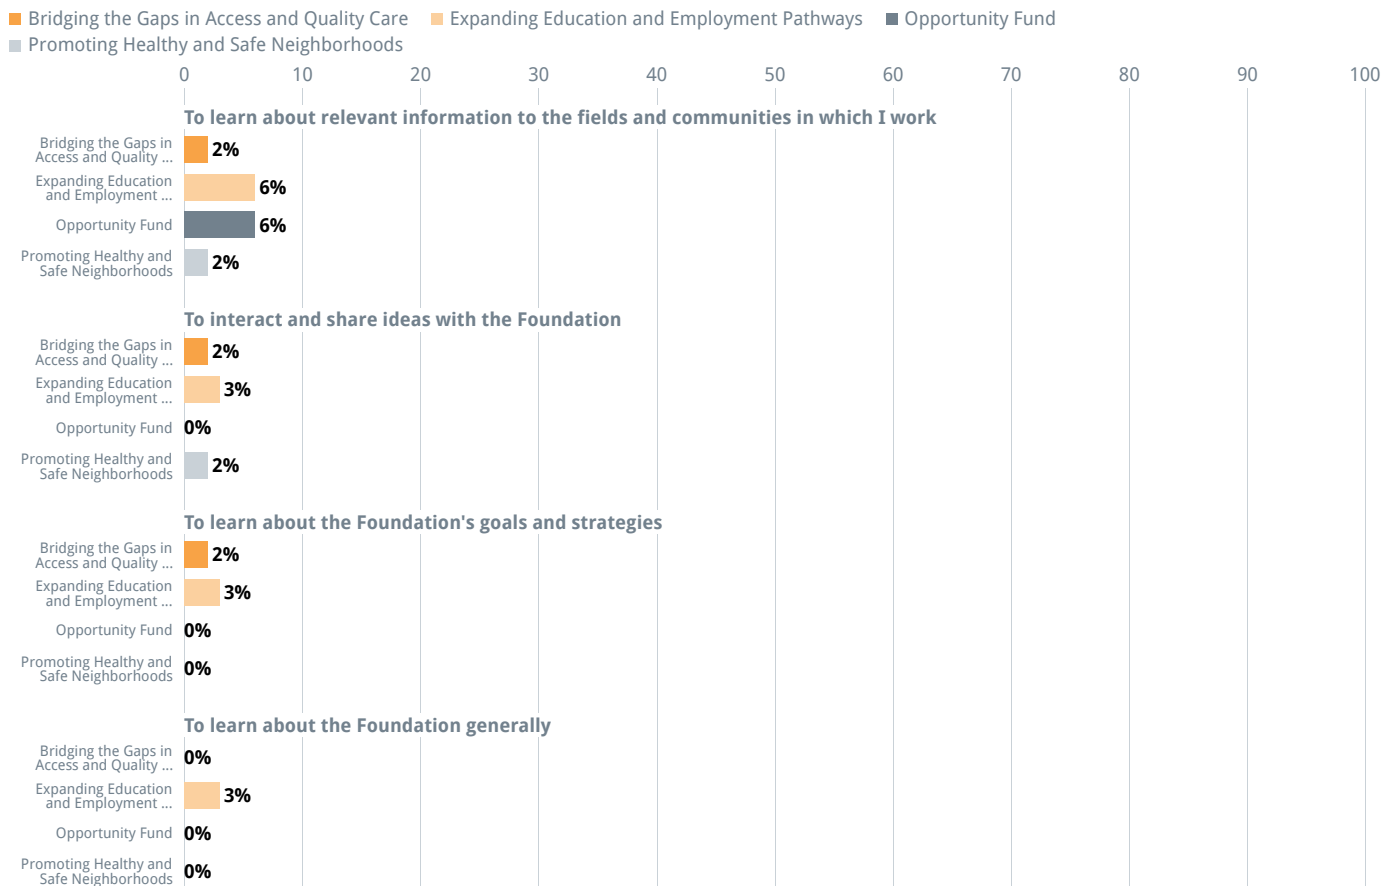 Bridging the Gaps in Access and Quality Care Expanding Education and Employment Pathways Opportunity Fund
Promoting Healthy and Safe Neighborhoods
0 10 20 30 40 50 60 70 80 90 100
To learn about relevant information to the fields and communities in which I work
Bridging the Gaps in
Access and Quality ...
2%
Expanding Education
and Employment ...
6%
Opportunity Fund
6%
Promoting Healthy and
Safe Neighborhoods
2%
To interact and share ideas with the Foundation
Bridging the Gaps in
Access and Quality ...
2%
Expanding Education
and Employment ...
3%
Opportunity Fund
0%
Promoting Healthy and
Safe Neighborhoods
2%
To learn about the Foundation's goals and strategies
Bridging the Gaps in
Access and Quality ...
2%
Expanding Education
and Employment ...
3%
Opportunity Fund
0%
Promoting Healthy and
Safe Neighborhoods
0%
To learn about the Foundation generally
Bridging the Gaps in
Access and Quality ...
0%
Expanding Education
and Employment ...
3%
Opportunity Fund
0%
Promoting Healthy and
Safe Neighborhoods
0%